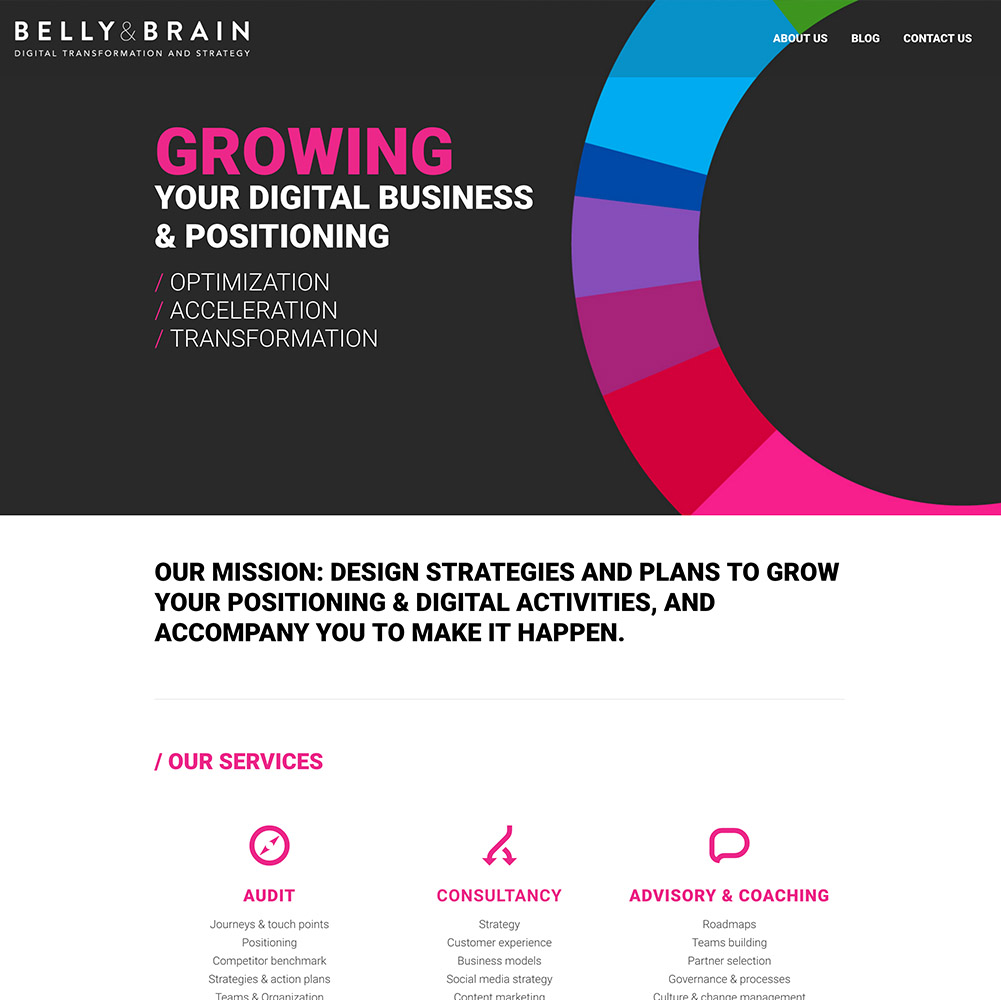 BELLY & BRAIN
DIGITAL TRANSFORMATION AND STRATEGY
ABOUT US
BLOG
CONTACT US
GROWING
YOUR DIGITAL BUSINESS
& POSITIONING
/ OPTIMIZATION
/ ACCELERATION
/ TRANSFORMATION
OUR MISSION: DESIGN STRATEGIES AND PLANS TO GROW
YOUR POSITIONING & DIGITAL ACTIVITIES, AND
ACCOMPANY YOU TO MAKE IT HAPPEN.
/ OUR SERVICES
AUDIT
Journeys & touch points
Positioning
Competitor benchmark
Strategies & action plans
Teams & Organization
CONSULTANCY
Strategy
Customer experience
Business models
Social media strategy
Content marketing
ADVISORY & COACHING
Roadmaps
Teams building
Partner selection
Governance & processes
Culture & change management